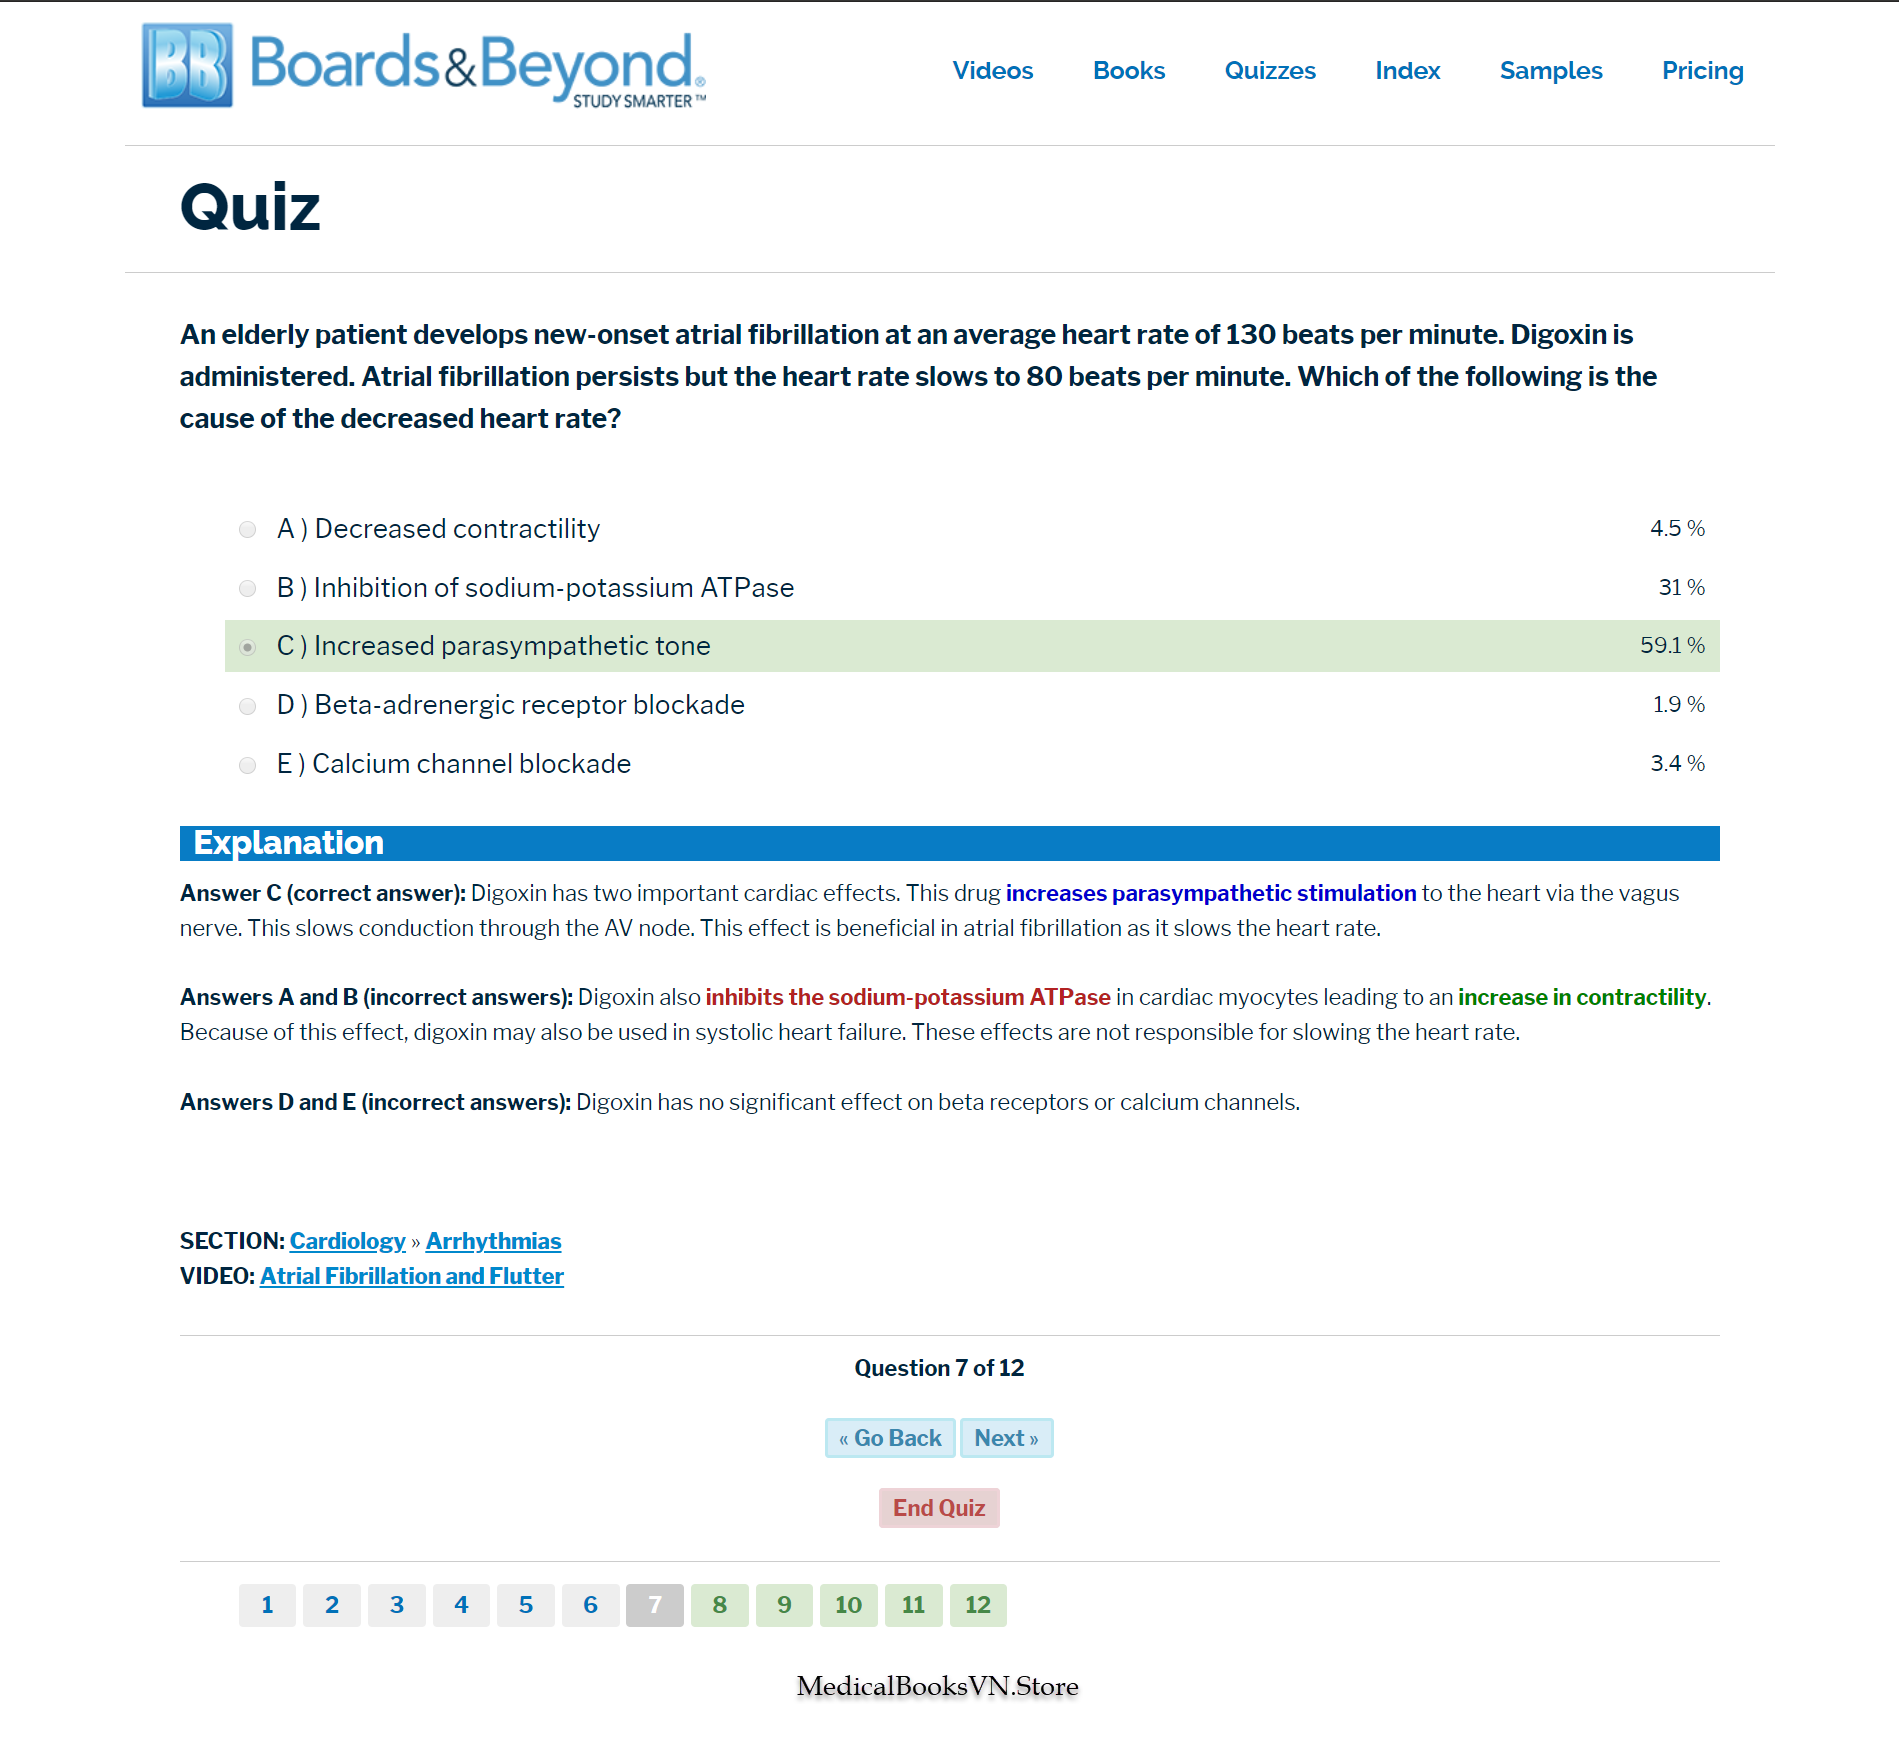 BB Boards&Beyond®
STUDY SMARTER™
Videos Books Quizzes Index Samples Pricing
Quiz
An elderly patient develops new-onset atrial fibrillation at an average heart rate of 130 beats per minute. Digoxin is
administered. Atrial fibrillation persists but the heart rate slows to 80 beats per minute. Which of the following is the
cause of the decreased heart rate?
A ) Decreased contractility 4.5 %
B ) Inhibition of sodium-potassium ATPase 31 %
C ) Increased parasympathetic tone 59.1 %
D ) Beta-adrenergic receptor blockade 1.9 %
E ) Calcium channel blockade 3.4 %
Explanation
Answer C (correct answer): Digoxin has two important cardiac effects. This drug increases parasympathetic stimulation to the heart via the vagus
nerve. This slows conduction through the AV node. This effect is beneficial in atrial fibrillation as it slows the heart rate.
Answers A and B (incorrect answers): Digoxin also inhibits the sodium-potassium ATPase in cardiac myocytes leading to an increase in contractility.
Because of this effect, digoxin may also be used in systolic heart failure. These effects are not responsible for slowing the heart rate.
Answers D and E (incorrect answers): Digoxin has no significant effect on beta receptors or calcium channels.
SECTION: Cardiology » Arrhythmias
VIDEO: Atrial Fibrillation and Flutter
Question 7 of 12
« Go Back Next »
End Quiz
1 2 3 4 5 6 7 8 9 10 11 12
MedicalBooksVN.Store